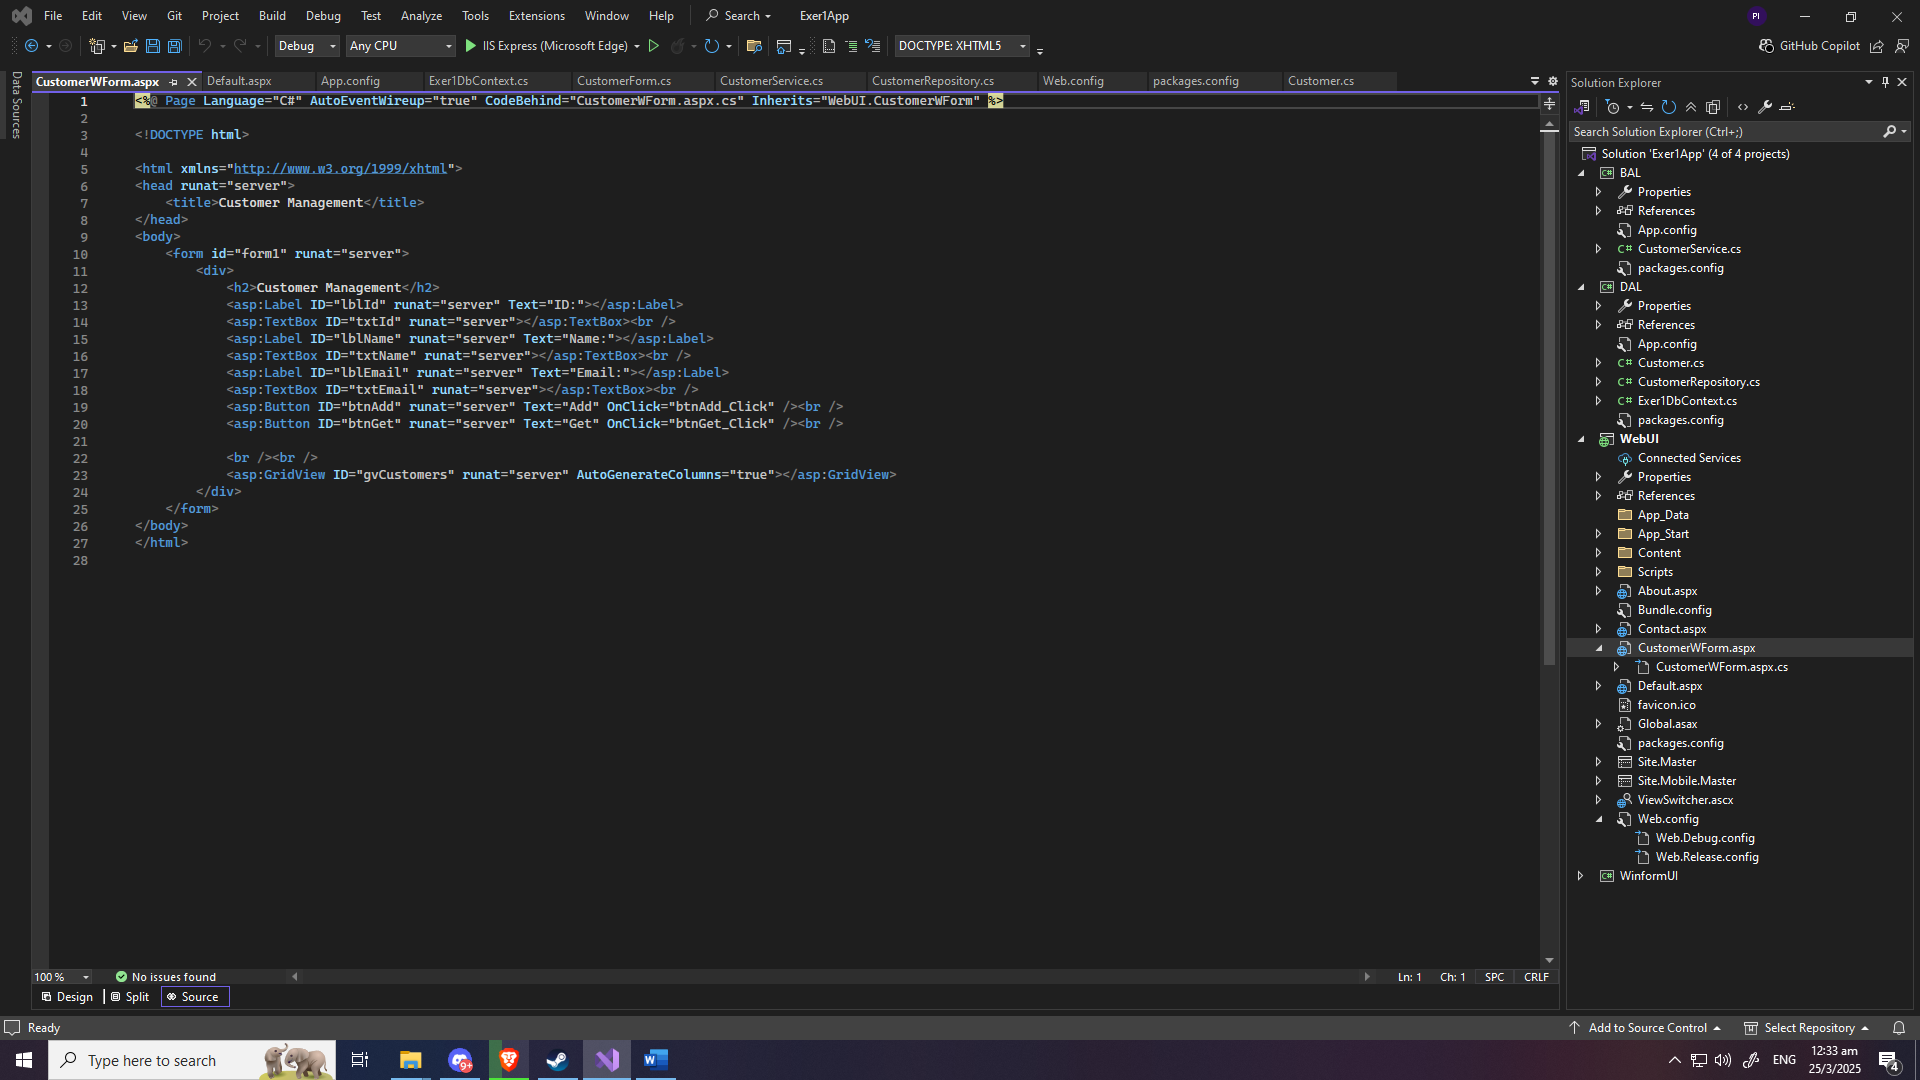 File Edit View Git Project Build Debug Test Analyze Tools Extensions Window Help Search Exer1App PI
Debug Any CPU IIS Express (Microsoft Edge) DOCTYPE: XHTML5 GitHub Copilot
Data Sources
CustomerWForm.aspx Default.aspx App.config Exer1DbContext.cs CustomerForm.cs CustomerService.cs CustomerRepository.cs Web.config packages.config Customer.cs
1 <%@ Page Language="C#" AutoEventWireup="true" CodeBehind="CustomerWForm.aspx.cs" Inherits="WebUI.CustomerWForm" %>
2
3 <!DOCTYPE html>
4
5 <html xmlns="http://www.w3.org/1999/xhtml">
6 <head runat="server">
7 <title>Customer Management</title>
8 </head>
9 <body>
10 <form id="form1" runat="server">
11 <div>
12 <h2>Customer Management</h2>
13 <asp:Label ID="lblId" runat="server" Text="ID:"></asp:Label>
14 <asp:TextBox ID="txtId" runat="server"></asp:TextBox><br />
15 <asp:Label ID="lblName" runat="server" Text="Name:"></asp:Label>
16 <asp:TextBox ID="txtName" runat="server"></asp:TextBox><br />
17 <asp:Label ID="lblEmail" runat="server" Text="Email:"></asp:Label>
18 <asp:TextBox ID="txtEmail" runat="server"></asp:TextBox><br />
19 <asp:Button ID="btnAdd" runat="server" Text="Add" OnClick="btnAdd_Click" /><br />
20 <asp:Button ID="btnGet" runat="server" Text="Get" OnClick="btnGet_Click" /><br />
21
22 <br /><br />
23 <asp:GridView ID="gvCustomers" runat="server" AutoGenerateColumns="true"></asp:GridView>
24 </div>
25 </form>
26 </body>
27 </html>
28
100 % No issues found Ln: 1 Ch: 1 SPC CRLF
Design Split Source
Solution Explorer
Search Solution Explorer (Ctrl+;)
Solution 'Exer1App' (4 of 4 projects)
C# BAL
Properties
References
App.config
C# CustomerService.cs
packages.config
C# DAL
Properties
References
App.config
C# Customer.cs
C# CustomerRepository.cs
C# Exer1DbContext.cs
packages.config
WebUI
Connected Services
Properties
References
App_Data
App_Start
Content
Scripts
About.aspx
Bundle.config
Contact.aspx
CustomerWForm.aspx
CustomerWForm.aspx.cs
Default.aspx
favicon.ico
Global.asax
packages.config
Site.Master
Site.Mobile.Master
ViewSwitcher.ascx
Web.config
Web.Debug.config
Web.Release.config
C# WinformUI
Ready Add to Source Control Select Repository
Type here to search 9+ ENG 12:33 am
25/3/2025 4